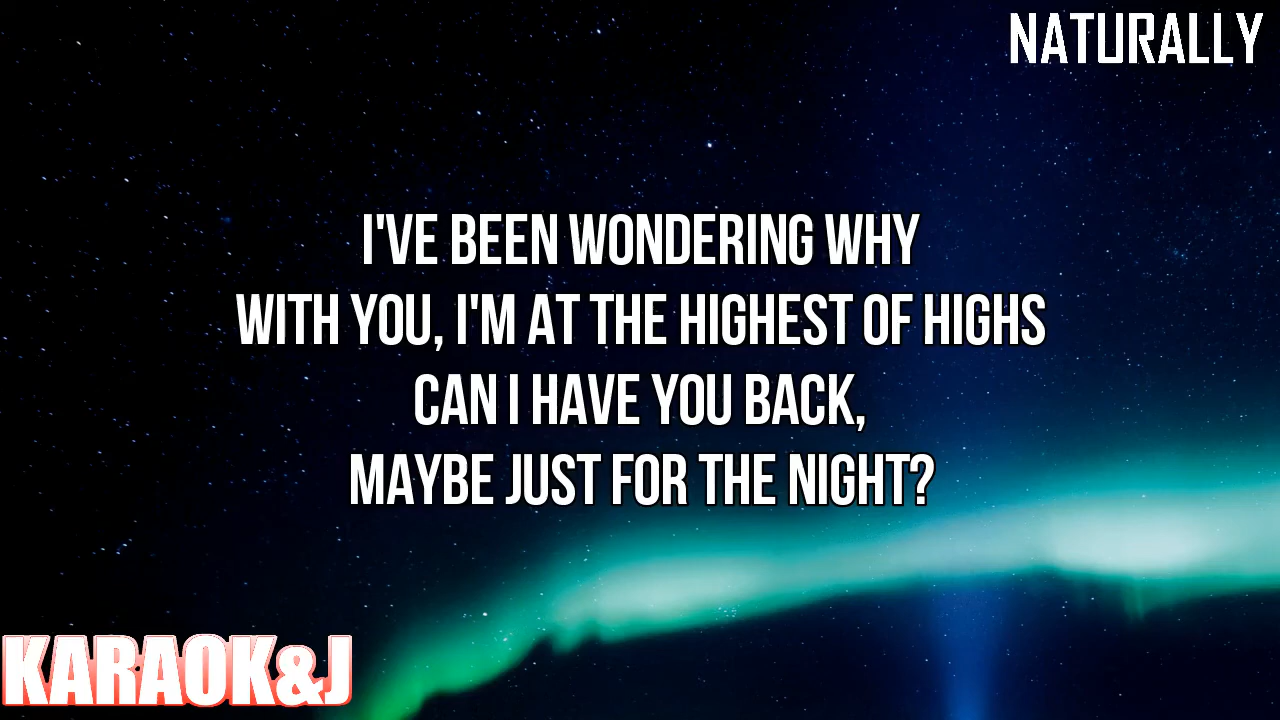 NATURALLY
I'VE BEEN WONDERING WHY
WITH YOU, I'M AT THE HIGHEST OF HIGHS
CAN I HAVE YOU BACK,
MAYBE JUST FOR THE NIGHT?
KARAOK&J